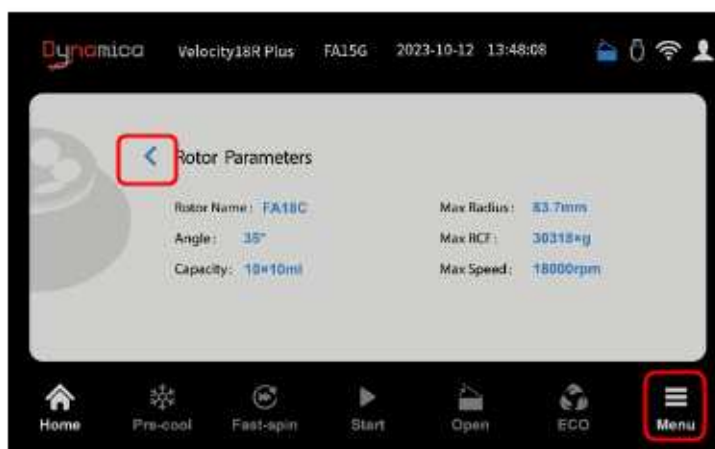 Dynamica Velocity18R Plus FA15G 2023-10-12 13:48:08
Rotor Parameters
Rotor Name: FA18C Max Radius: 83.7mm
Angle: 35° Max RCF: 30318×g
Capacity: 10×10ml Max Speed: 18000rpm
Home Pre-cool Fast-spin Start Open ECO Menu